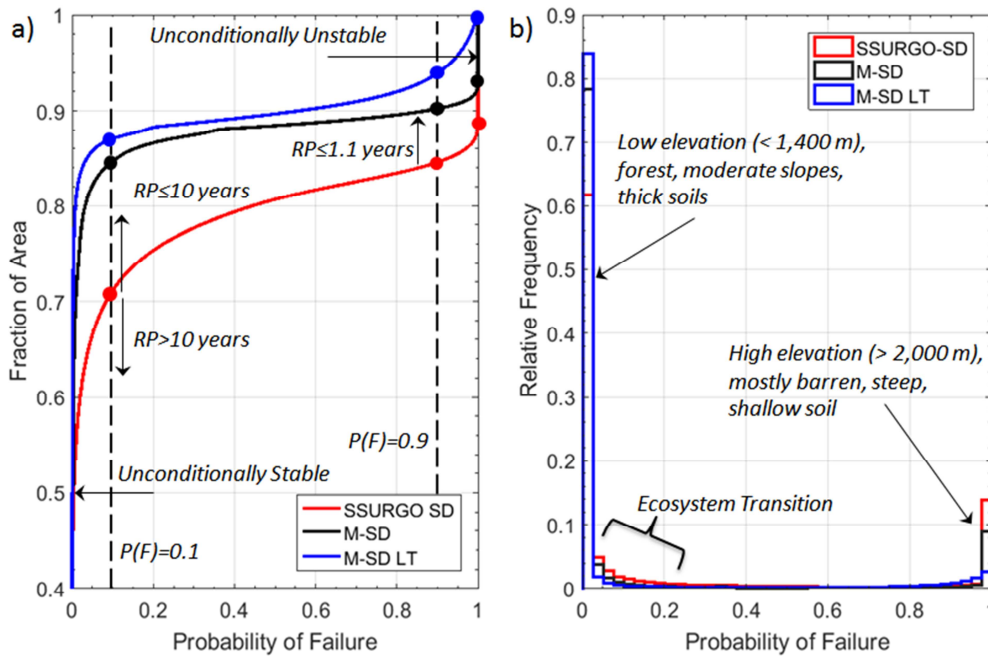 a)
Unconditionally Unstable
RP≤1.1 years
RP≤10 years
RP>10 years
P(F)=0.9
Unconditionally Stable
P(F)=0.1
SSURGO SD
M-SD
M-SD LT
1
0.9
0.8
0.7
0.6
0.5
0.4
Fraction of Area
0
0.2
0.4
0.6
0.8
1
Probability of Failure
b)
SSURGO-SD
M-SD
M-SD LT
Low elevation (< 1,400 m),
forest, moderate slopes,
thick soils
High elevation (> 2,000 m),
mostly barren, steep,
shallow soil
Ecosystem Transition
0.9
0.8
0.7
0.6
0.5
0.4
0.3
0.2
0.1
0
Relative Frequency
0
0.2
0.4
0.6
0.8
1
Probability of Failure